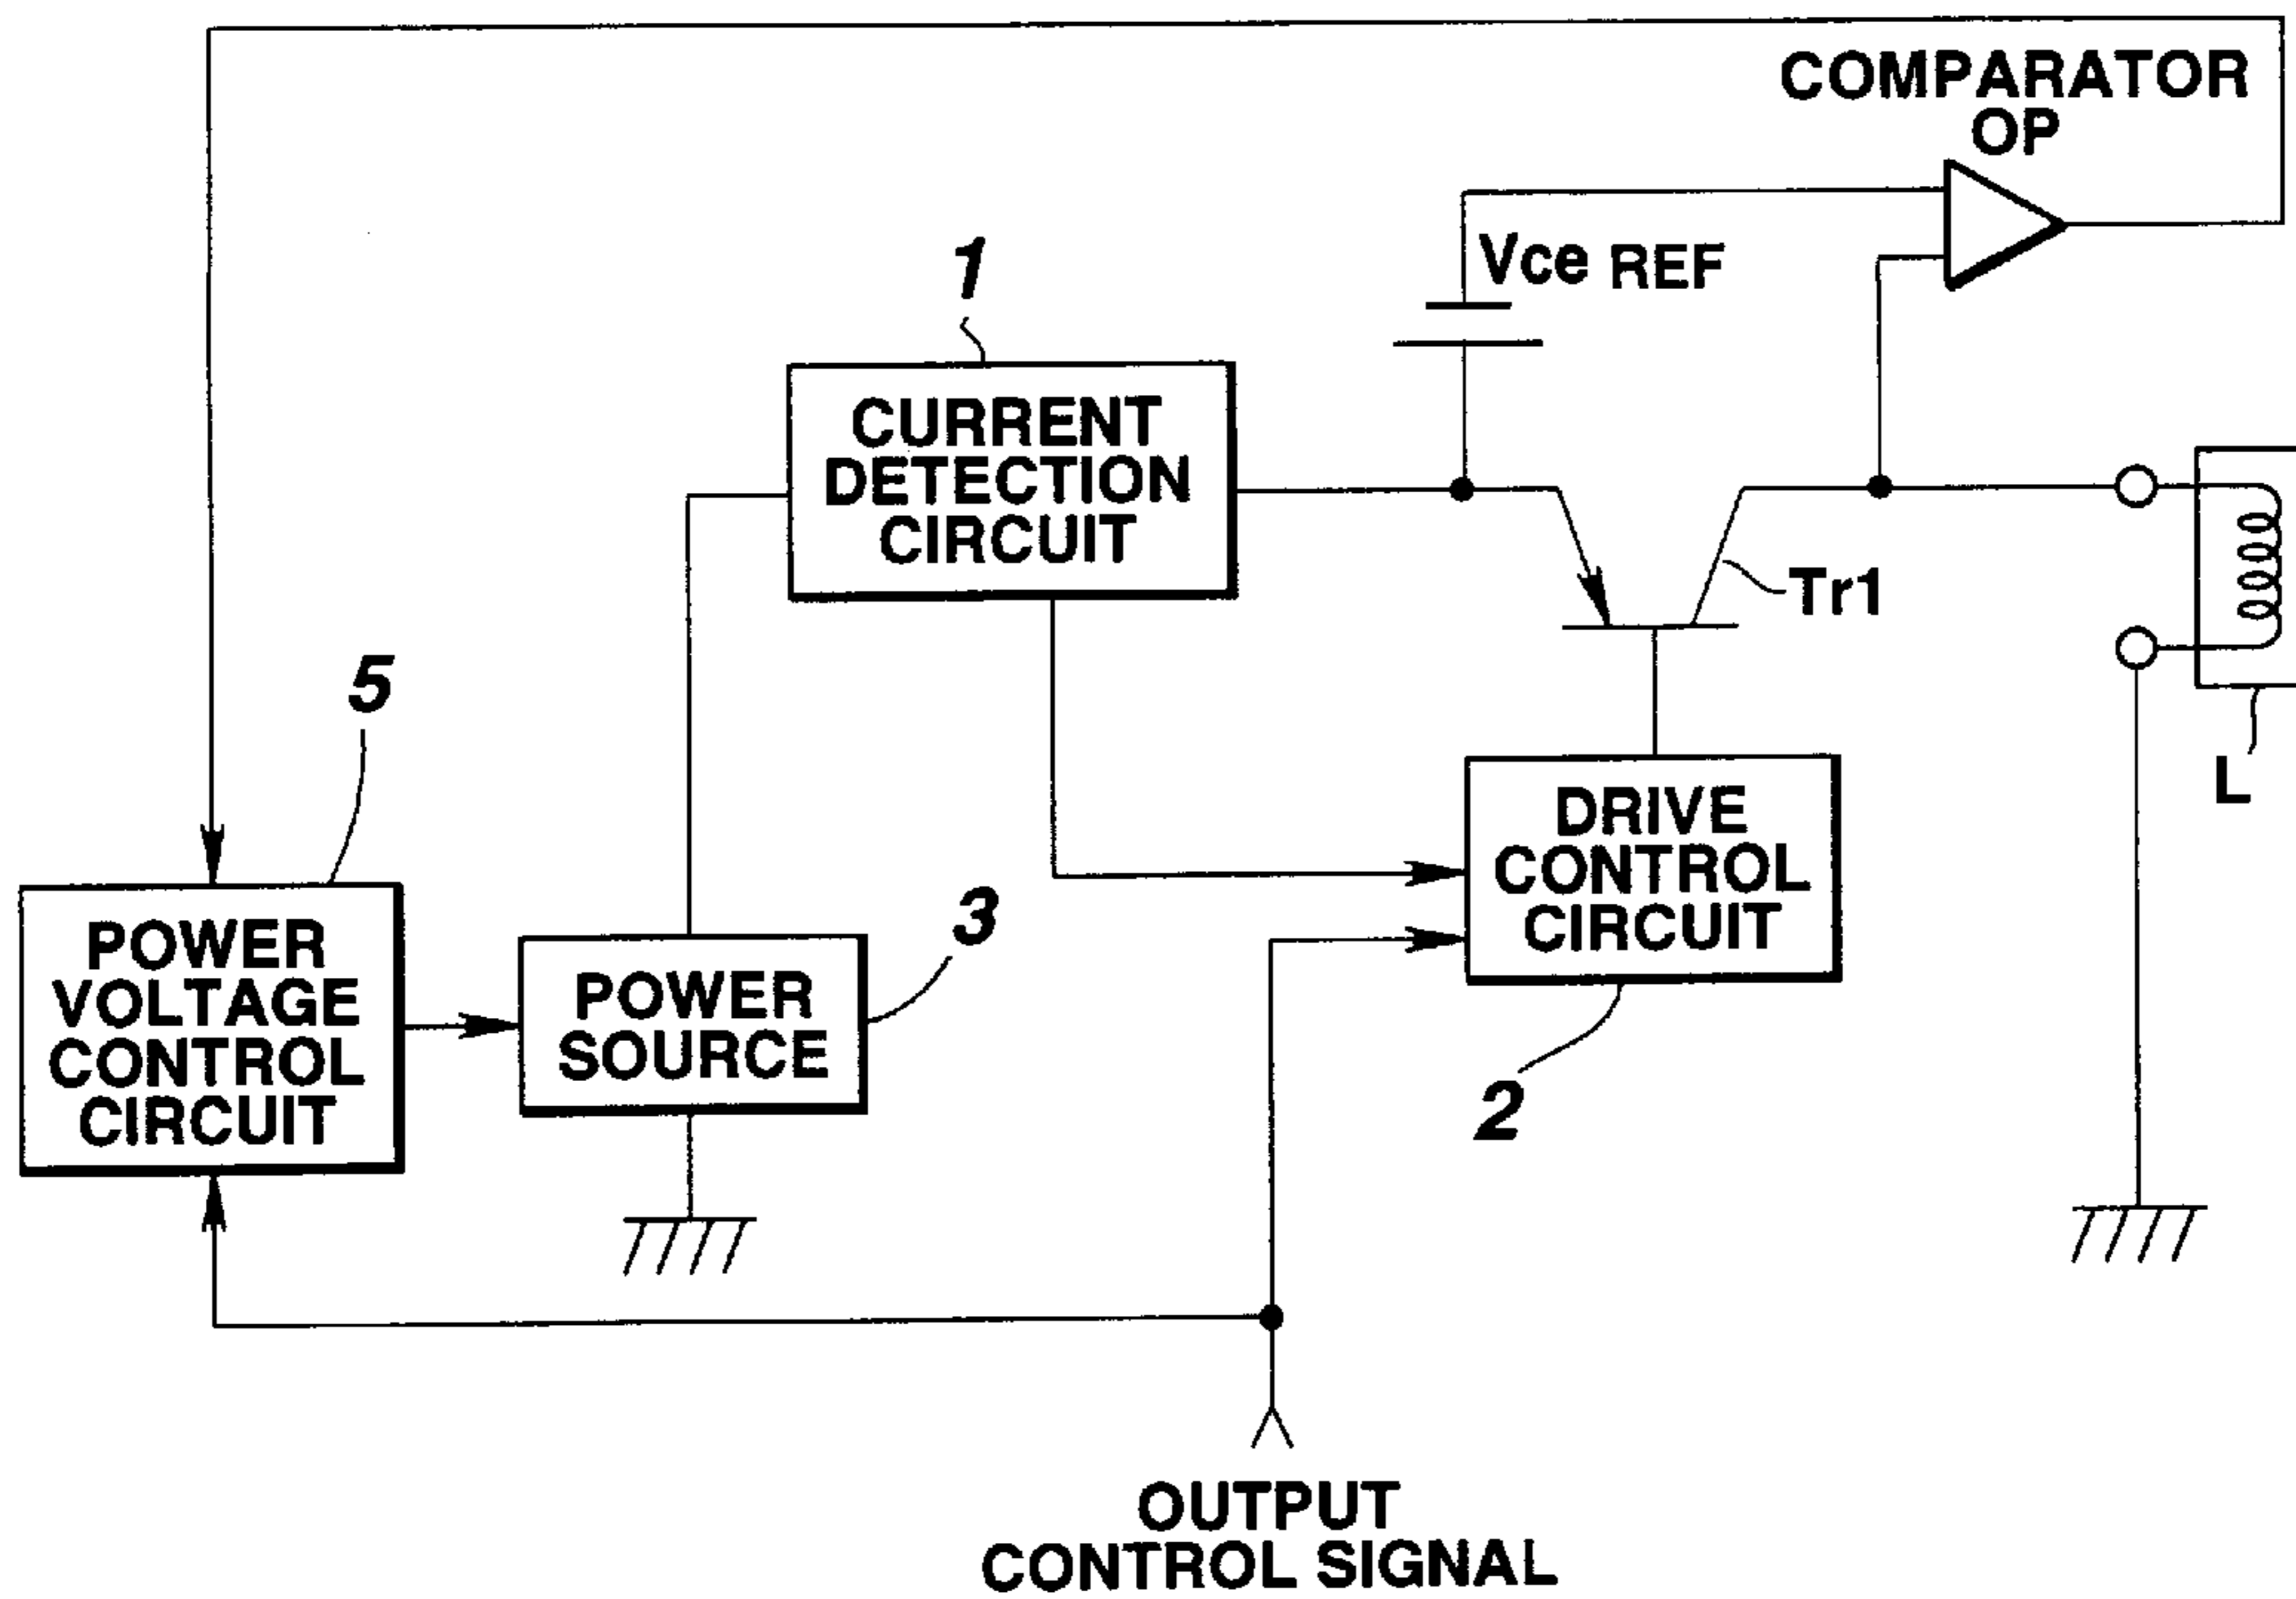 COMPARATOR
OP
Vce REF
1
CURRENT
DETECTION
CIRCUIT
Tr1
5
L
DRIVE
CONTROL
CIRCUIT
3
POWER
VOLTAGE
CONTROL
CIRCUIT
POWER
SOURCE
2
OUTPUT
CONTROL SIGNAL